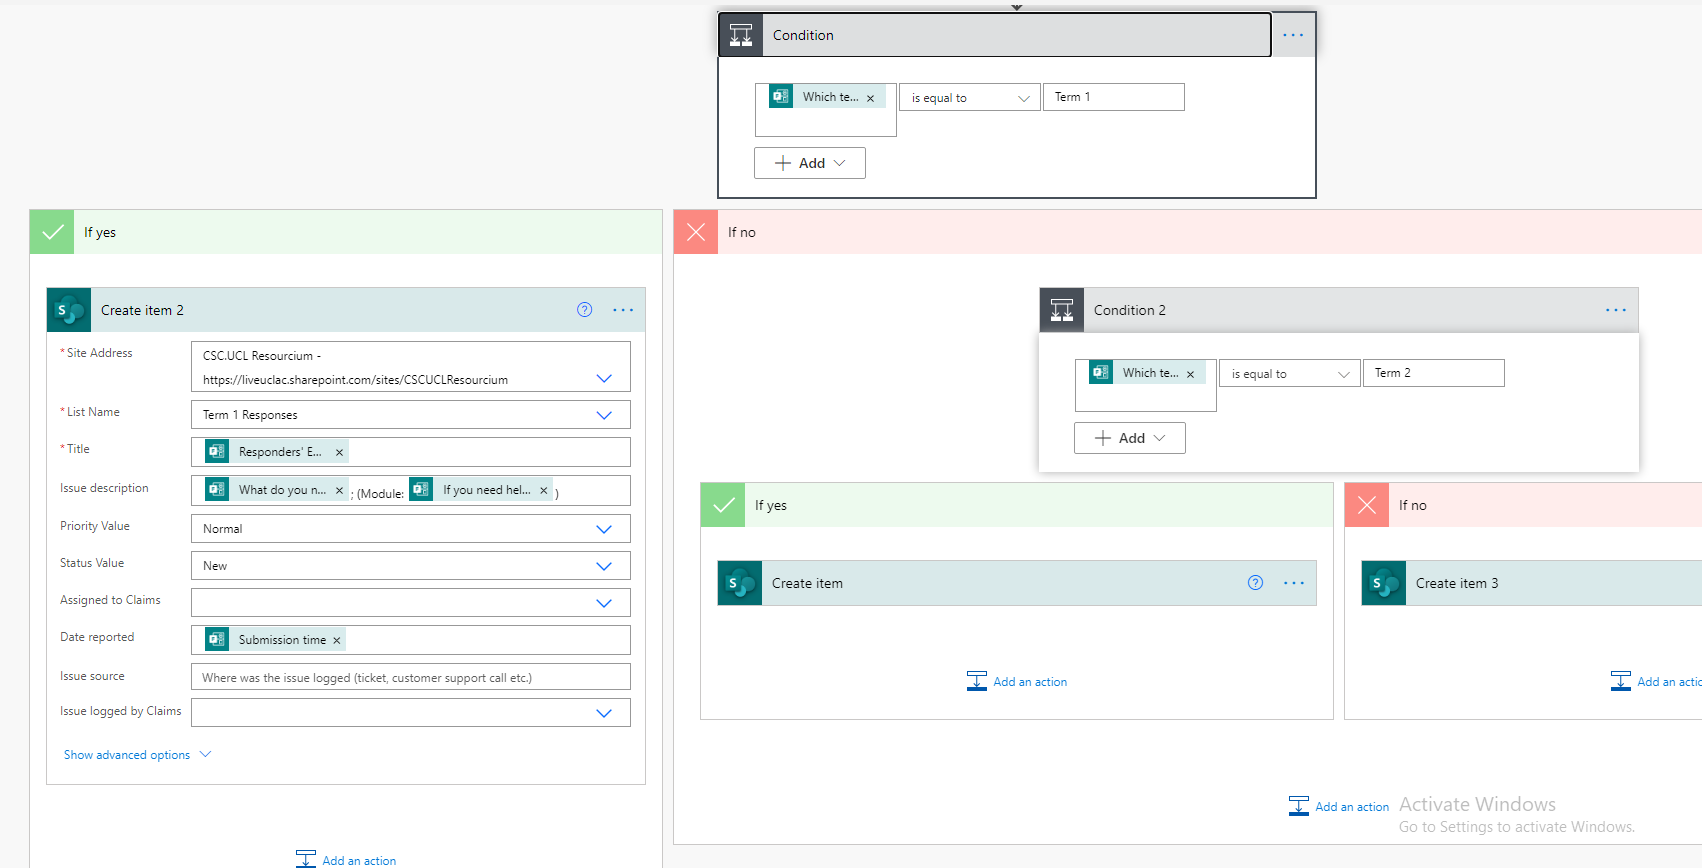 Condition
Which te... × is equal to Term 1
Add
If yes
If no
Create item 2
* Site Address
CSC.UCL Resourcium -
https://liveuclac.sharepoint.com/sites/CSCUCLResourcium
* List Name Term 1 Responses
* Title Responders' E... ×
Issue description What do you n... × ; (Module: If you need hel... × )
Priority Value Normal
Status Value New
Assigned to Claims
Date reported Submission time ×
Issue source Where was the issue logged (ticket, customer support call etc.)
Issue logged by Claims
Show advanced options
Add an action
Condition 2
Which te... × is equal to Term 2
Add
If yes
If no
Create item
Create item 3
Add an action
Add an actio
Add an action
Activate Windows
Go to Settings to activate Windows.